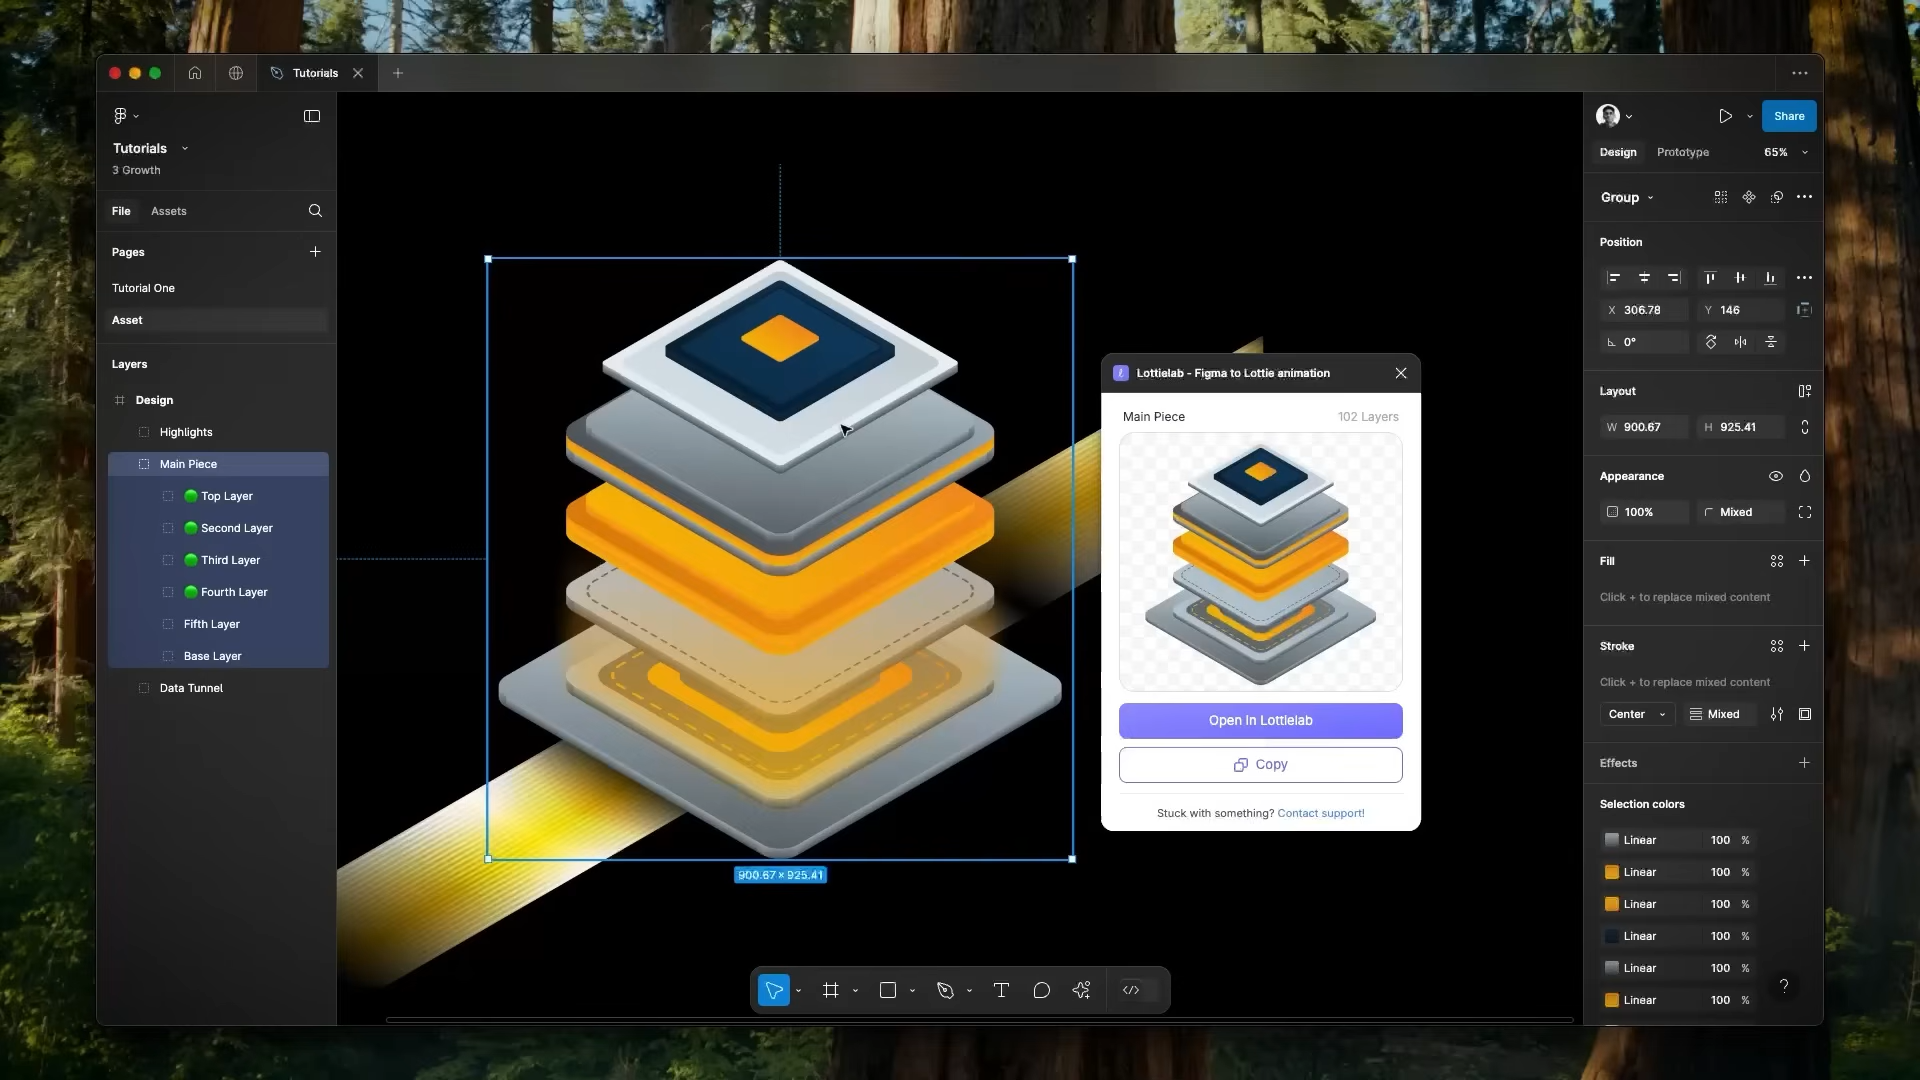 Tutorials
Tutorials
3 Growth
File
Assets
Pages
Tutorial One
Asset
Layers
Design
Highlights
Main Piece
Top Layer
Second Layer
Third Layer
Fourth Layer
Fifth Layer
Base Layer
Data Tunnel
900.67 × 925.41
Lottielab - Figma to Lottie animation
Main Piece
102 Layers
Open in Lottielab
Copy
Stuck with something? Contact support!
Share
Design
Prototype
65%
Group
Position
X 306.78
Y 146
0°
Layout
W 900.67
H 925.41
Appearance
100%
Mixed
Fill
Click + to replace mixed content
Stroke
Click + to replace mixed content
Center
Mixed
Effects
Selection colors
Linear 100 %
Linear 100 %
Linear 100 %
Linear 100 %
Linear 100 %
Linear 100 %
?